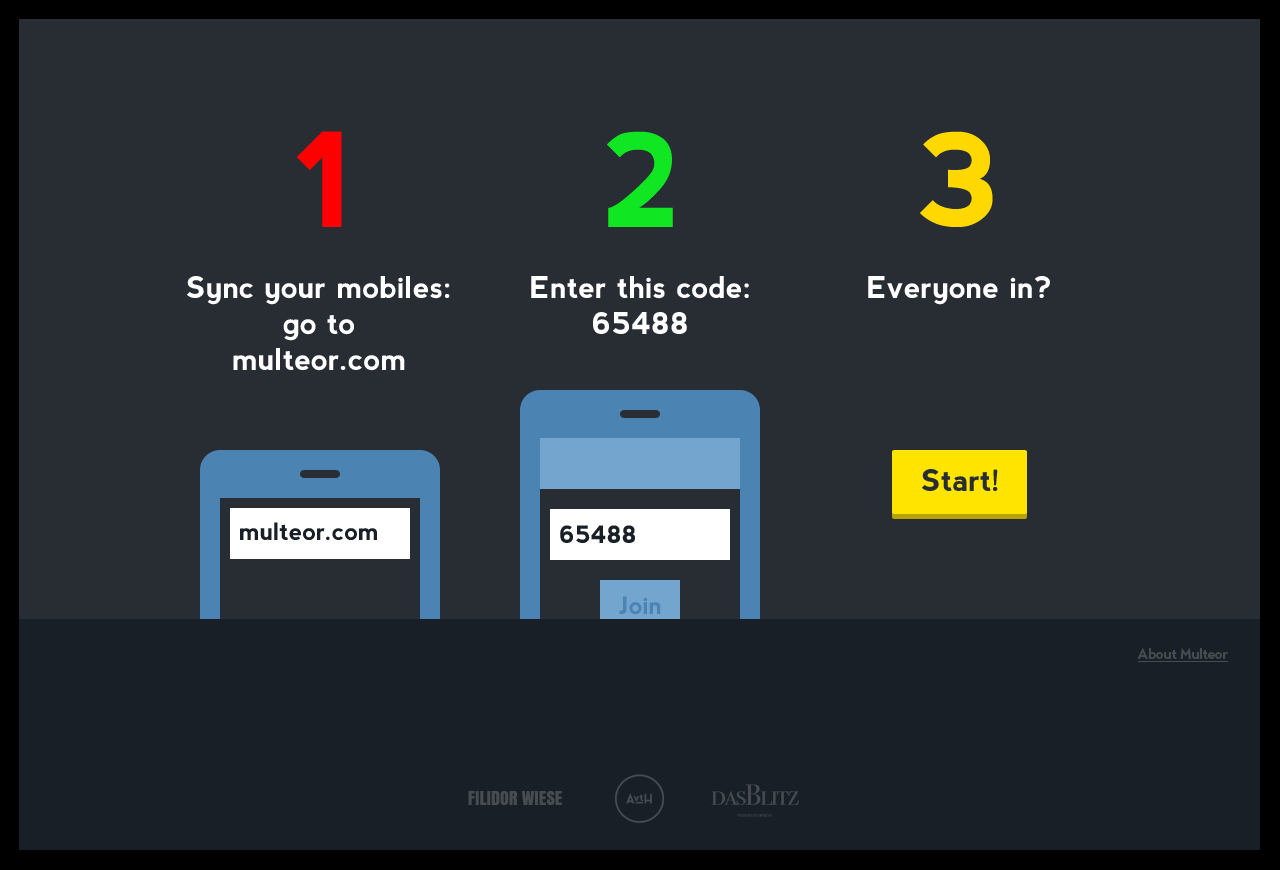 1
Sync your mobiles:
go to
multeor.com
2
Enter this code:
65488
3
Everyone in?
multeor.com
65488
Join
Start!
About Multeor
FILIDOR WIESE
AvtH
DASBLITZ